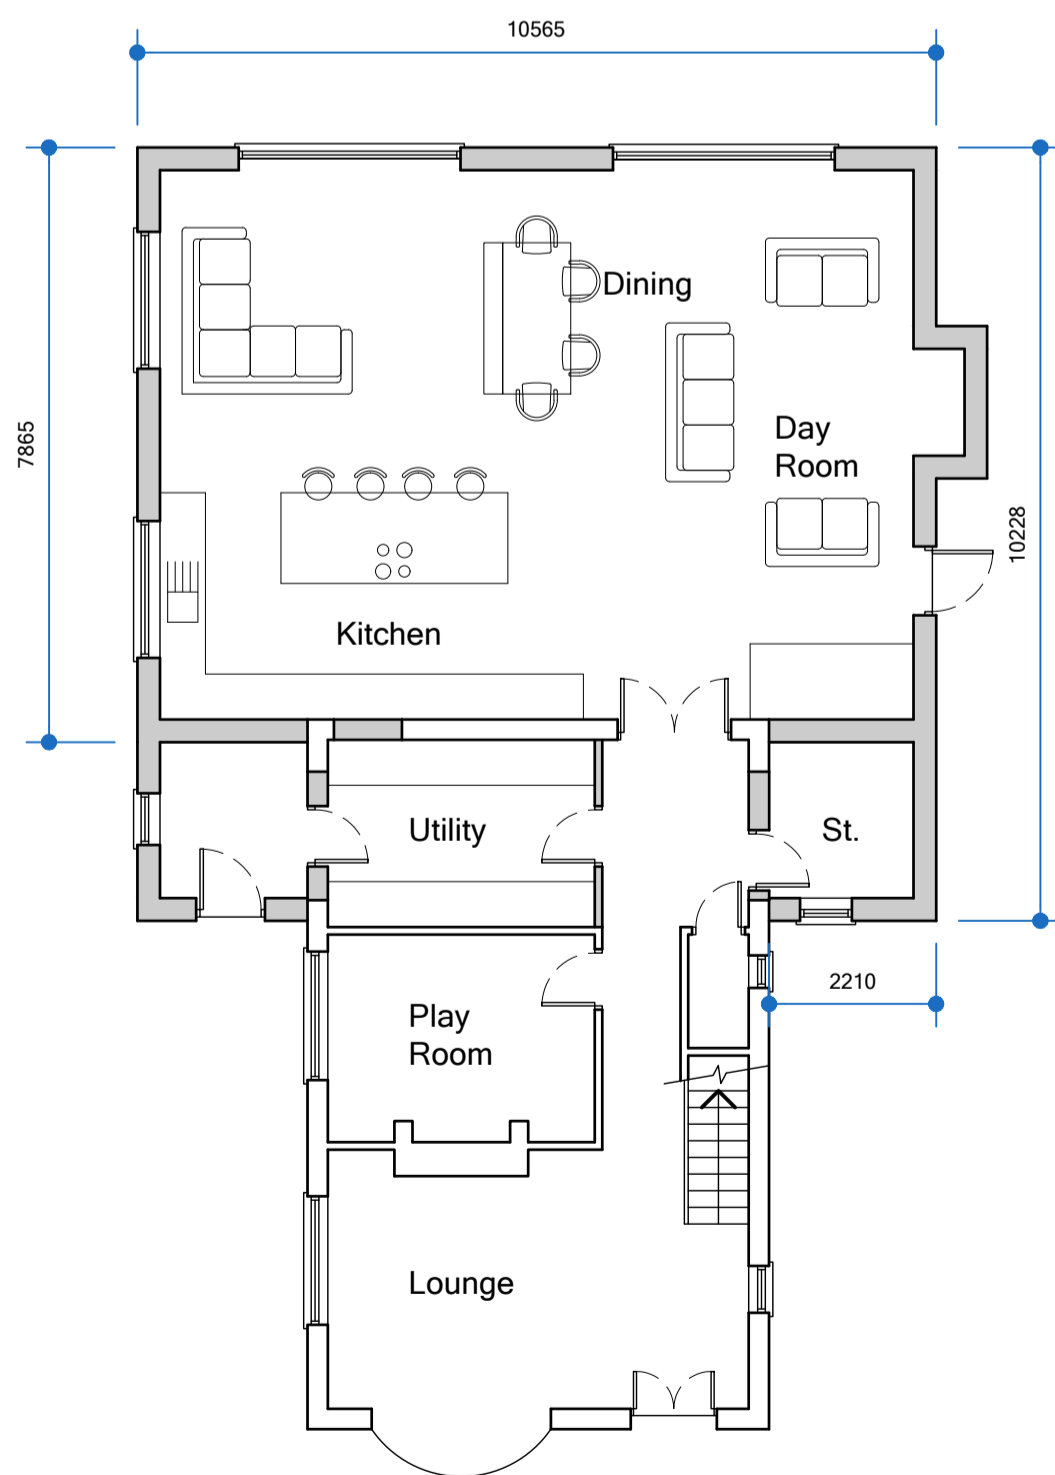 10565
Dining
7865
Day
Room
10228
Kitchen
Utility
St.
2210
Play
Room
Lounge